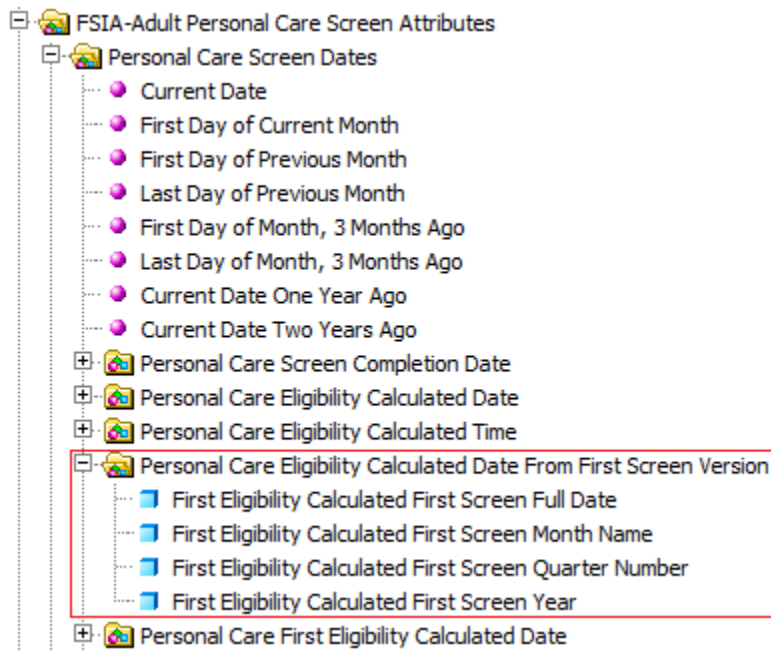 FSIA-Adult Personal Care Screen Attributes
Personal Care Screen Dates
Current Date
First Day of Current Month
First Day of Previous Month
Last Day of Previous Month
First Day of Month, 3 Months Ago
Last Day of Month, 3 Months Ago
Current Date One Year Ago
Current Date Two Years Ago
Personal Care Screen Completion Date
Personal Care Eligibility Calculated Date
Personal Care Eligibility Calculated Time
Personal Care Eligibility Calculated Date From First Screen Version
First Eligibility Calculated First Screen Full Date
First Eligibility Calculated First Screen Month Name
First Eligibility Calculated First Screen Quarter Number
First Eligibility Calculated First Screen Year
Personal Care First Eligibility Calculated Date